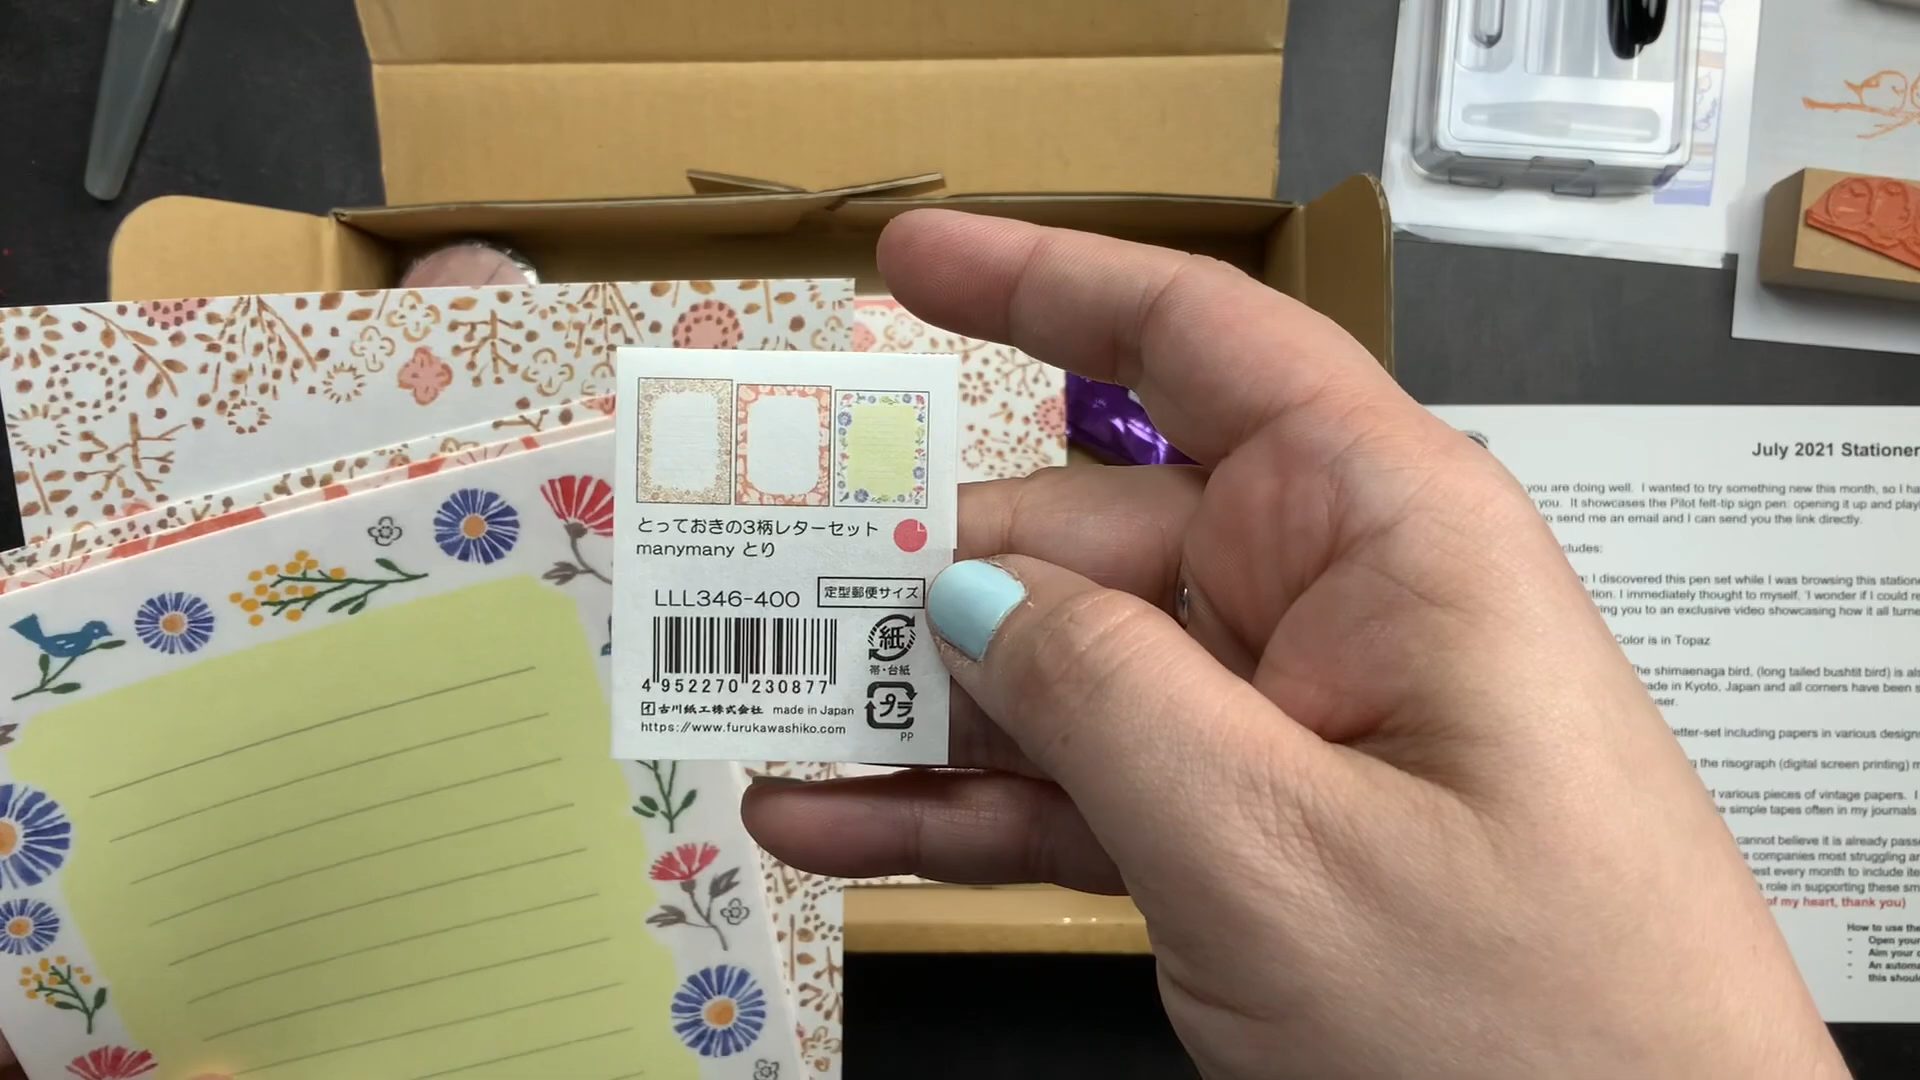 とっておきの3柄レターセット
manymany とり
LLL346-400
定型郵便サイズ
紙
帯・台紙
4 952270 230877
プラ
PP
古川紙工株式会社 made in Japan
https://www.furukawashiko.com
July 2021 Stationer
you are doing well. I wanted to try something new this month, so I ha
you. It showcases the Pilot felt-tip sign pen: opening it up and play
to send me an email and I can send you the link directly.
cludes:
I discovered this pen set while I was browsing this statione
tion. I immediately thought to myself, 'I wonder if I could re
ing you to an exclusive video showcasing how it all turne
Color is in Topaz
The shimaenaga bird, (long tailed bushtit bird) is als
ade in Kyoto, Japan and all corners have been s
user.
etter-set including papers in various design
the risograph (digital screen printing) m
d various pieces of vintage papers. I
e simple tapes often in my journals
cannot believe it is already passe
s companies most struggling ar
est every month to include ite
role in supporting these sm
of my heart, thank you)
How to use the
- Open your
- Aim your c
- An automa
- this shoul